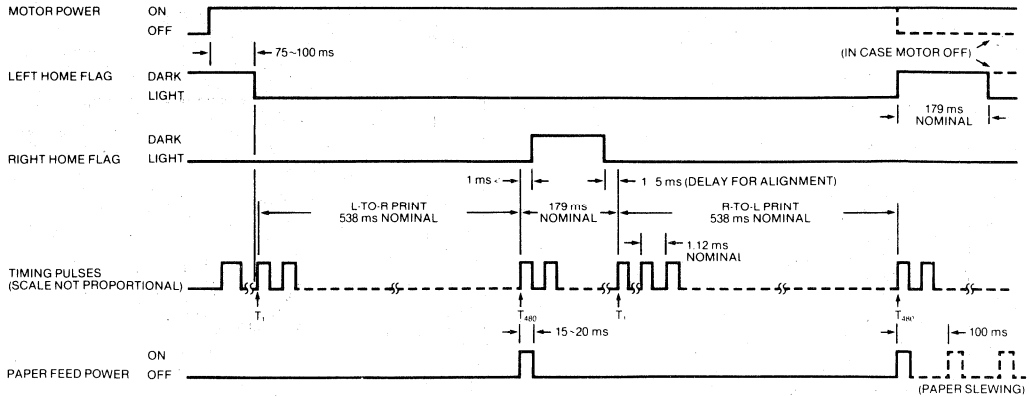 MOTOR POWER
ON
OFF
75~100 ms
(IN CASE MOTOR OFF)
LEFT HOME FLAG
DARK
LIGHT
179 ms
NOMINAL
RIGHT HOME FLAG
DARK
LIGHT
1 ms
1 5 ms (DELAY FOR ALIGNMENT)
L-TO-R PRINT
538 ms NOMINAL
179 ms
NOMINAL
R-TO-L PRINT
538 ms NOMINAL
1.12 ms
NOMINAL
TIMING PULSES
(SCALE NOT PROPORTIONAL)
T1
T480
T1
T480
15~20 ms
100 ms
PAPER FEED POWER
ON
OFF
(PAPER SLEWING)